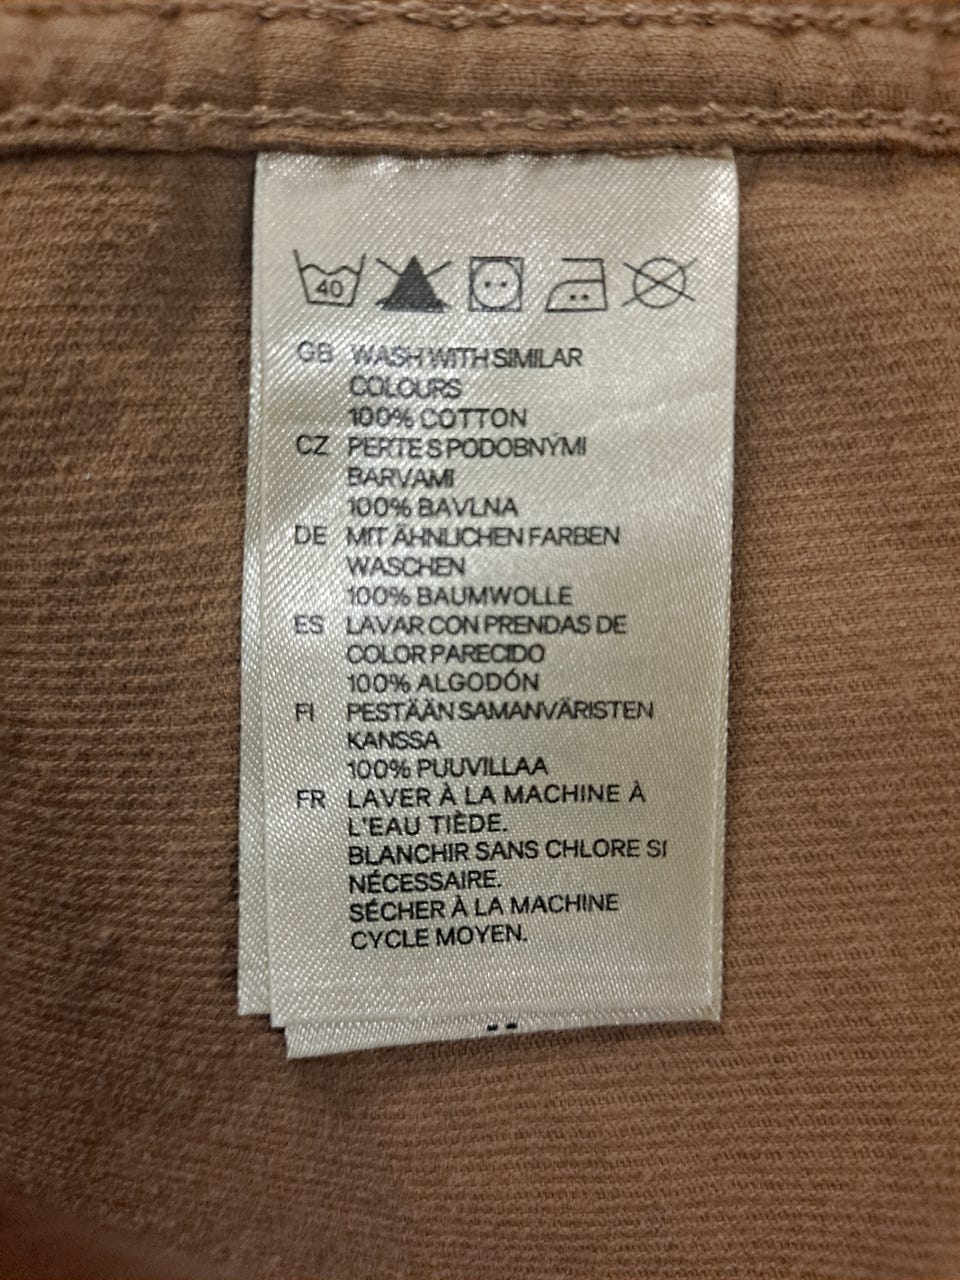 40
GB WASH WITH SIMILAR
COLOURS
100% COTTON
CZ PERTE S PODOBNÝMI
BARVAMI
100% BAVLNA
DE MIT ÄHNLICHEN FARBEN
WASCHEN
100% BAUMWOLLE
ES LAVAR CON PRENDAS DE
COLOR PARECIDO
100% ALGODÓN
FI PESTÄÄN SAMANVÄRISTEN
KANSSA
100% PUUVILLAA
FR LAVER À LA MACHINE À
L'EAU TIÈDE.
BLANCHIR SANS CHLORE SI
NÉCESSAIRE.
SÉCHER À LA MACHINE
CYCLE MOYEN.